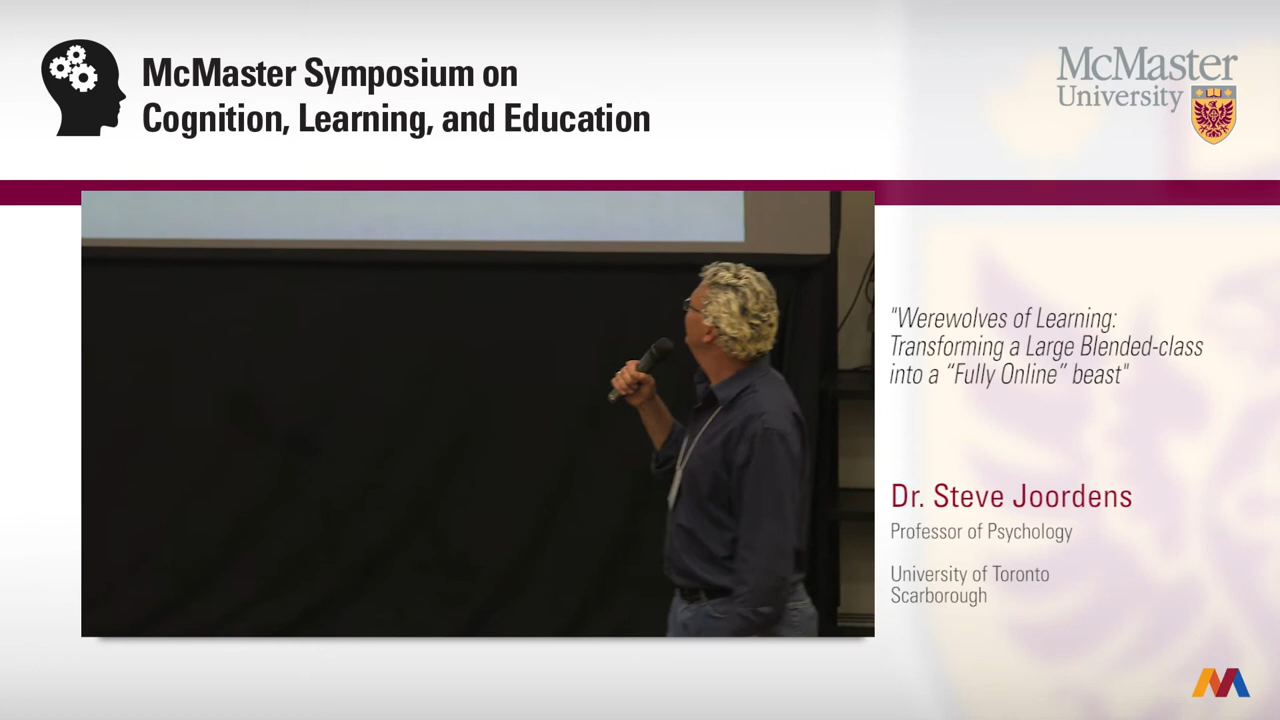 McMaster Symposium on
Cognition, Learning, and Education
McMaster
University
"Werewolves of Learning:
Transforming a Large Blended-class
into a “Fully Online” beast"
Dr. Steve Joordens
Professor of Psychology
University of Toronto
Scarborough